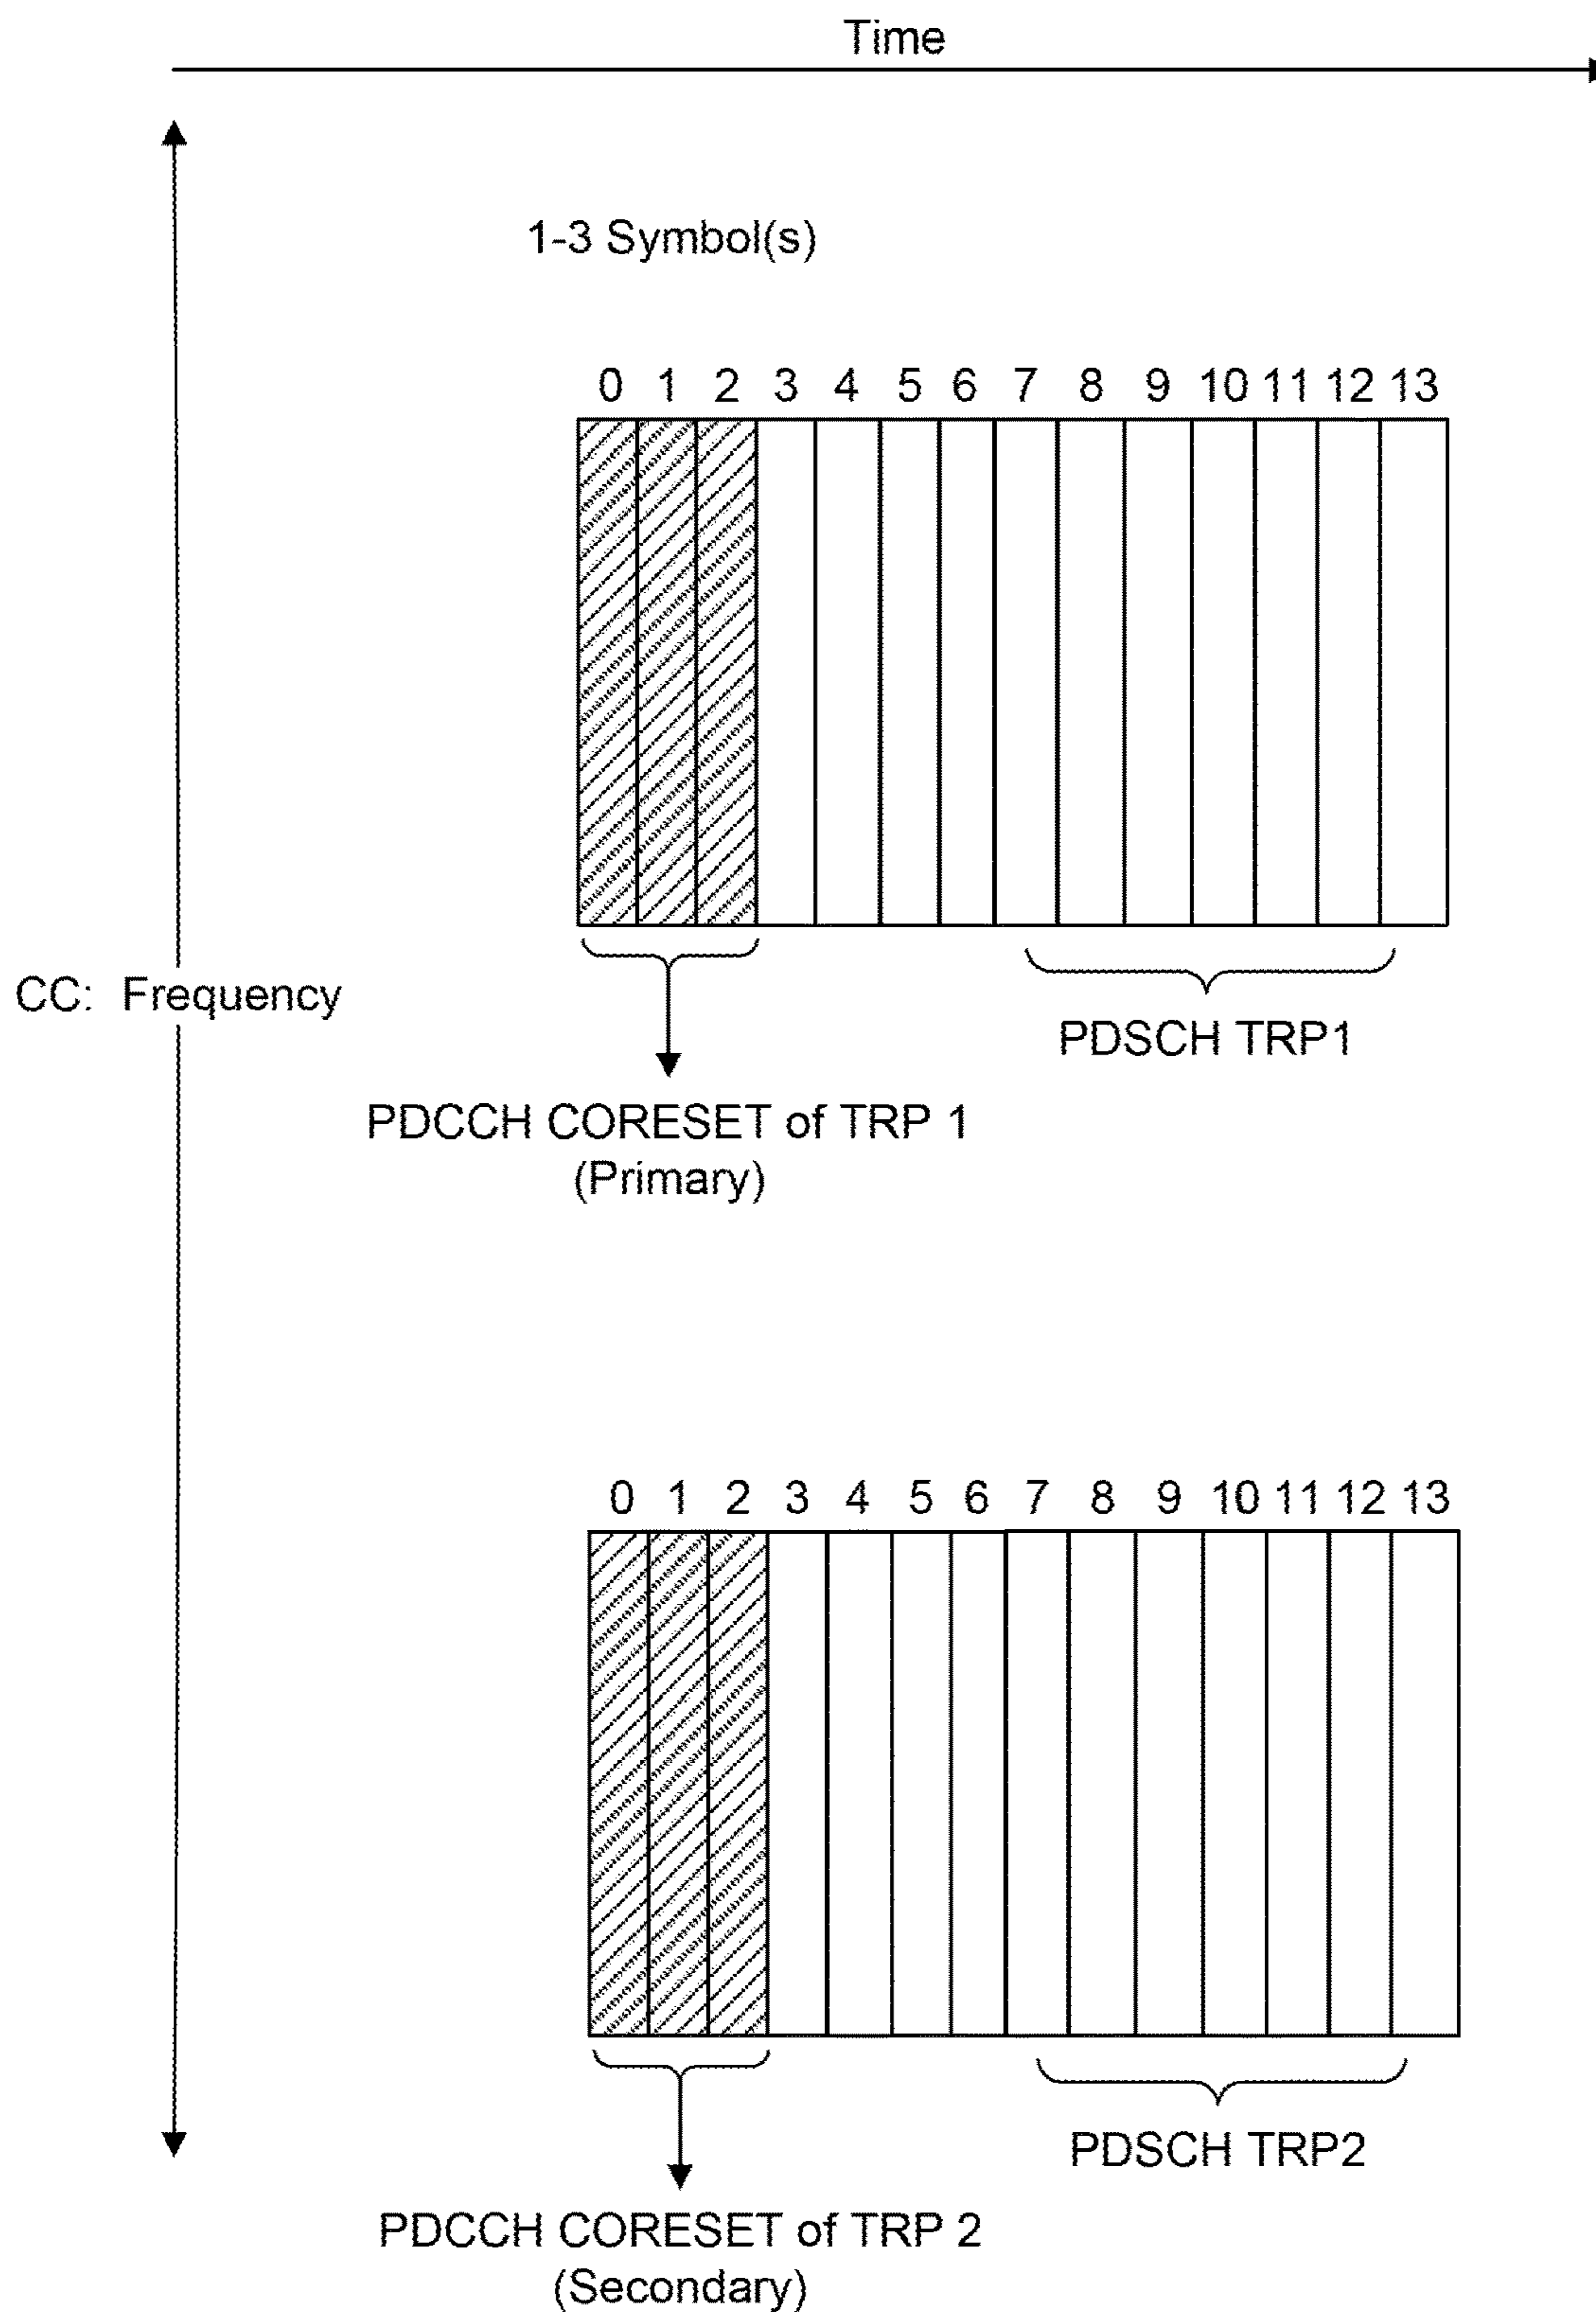 Time
1-3 Symbol(s)
0 1 2 3 4 5 6 7 8 9 10 11 12 13
CC: Frequency
PDSCH TRP1
PDCCH CORESET of TRP 1
(Primary)
0 1 2 3 4 5 6 7 8 9 10 11 12 13
PDSCH TRP2
PDCCH CORESET of TRP 2
(Secondary)